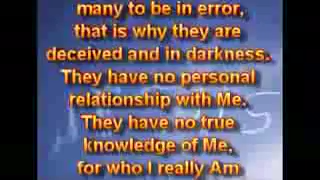 many to be in error,
that is why they are
deceived and in darkness.
They have no personal
relationship with Me.
They have no true
knowledge of Me,
for who I really Am